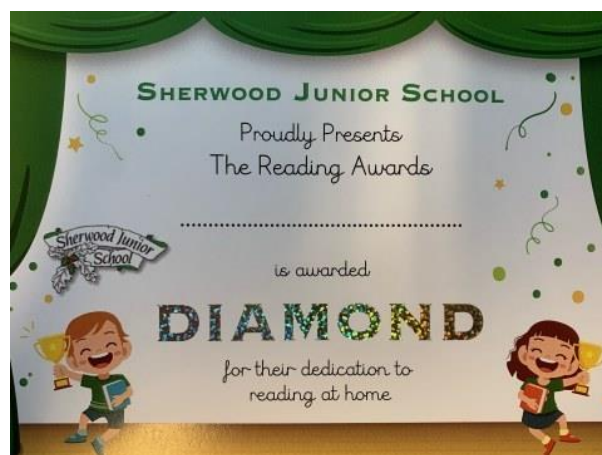 SHERWOOD JUNIOR SCHOOL
Proudly Presents
The Reading Awards
................................................................
Sherwood Junior
School
is awarded
DIAMOND
for their dedication to
reading at home